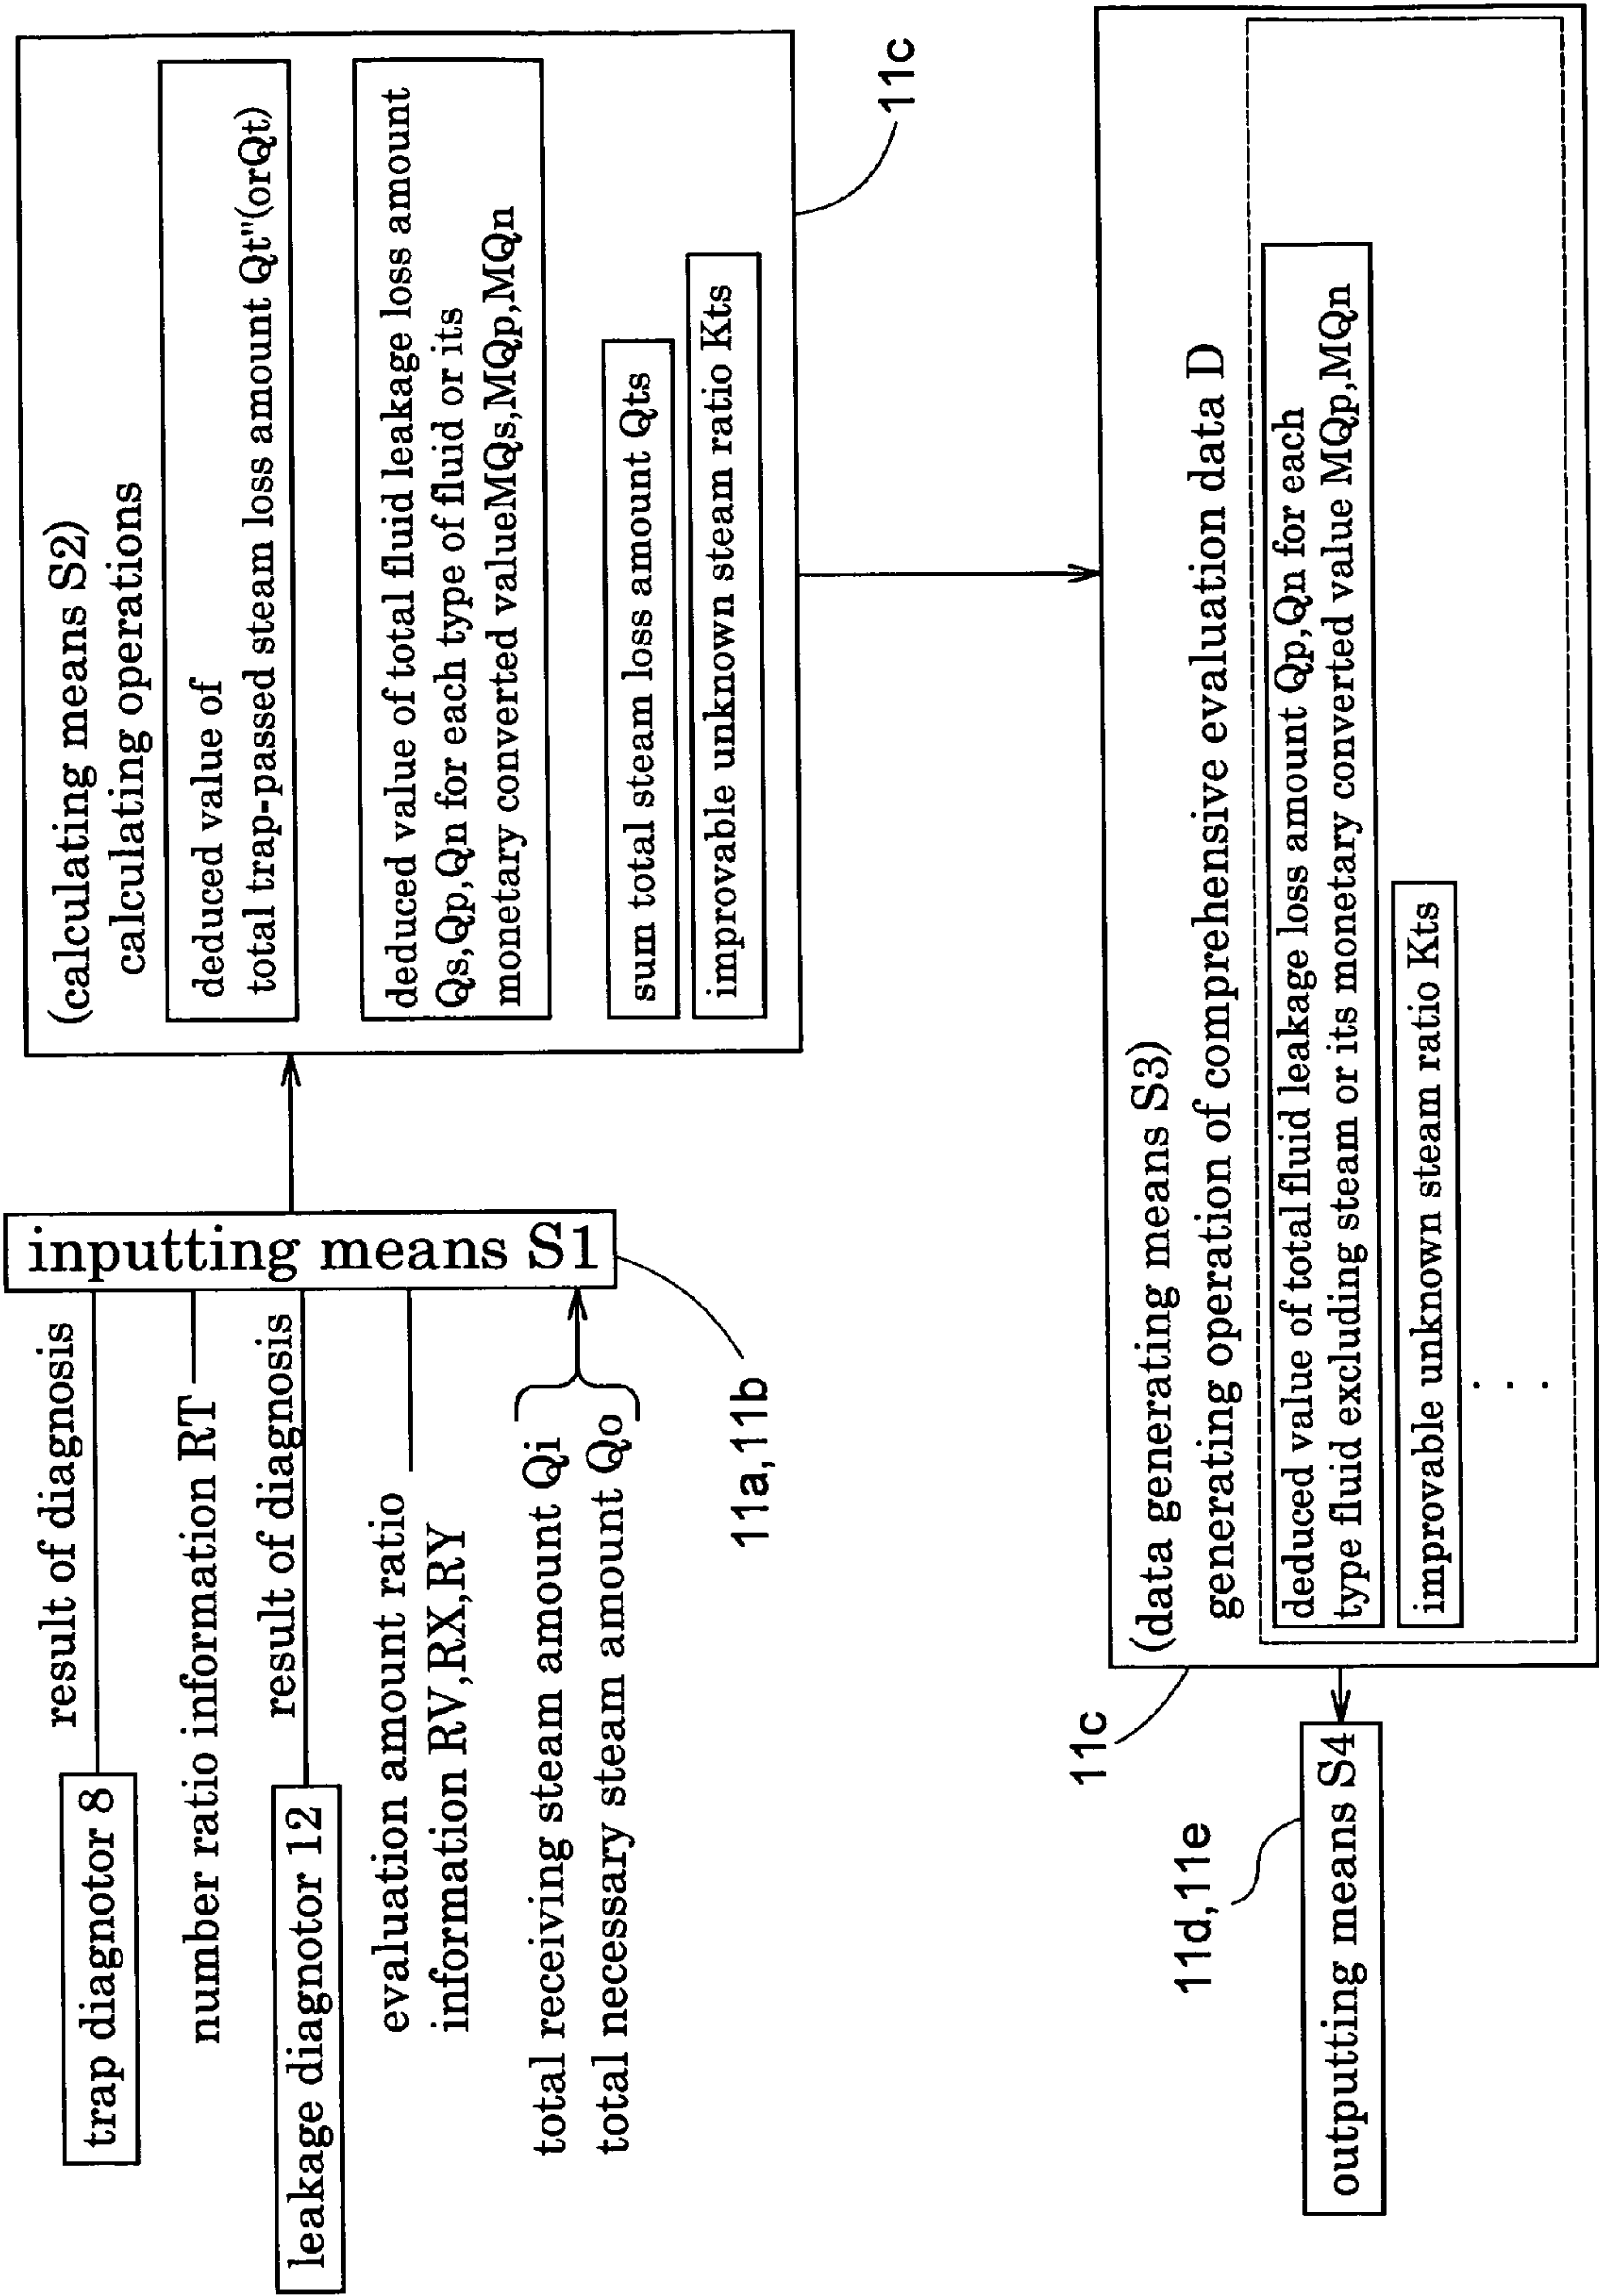 trap diagnotor 8
result of diagnosis
number ratio information RT
leakage diagnotor 12
result of diagnosis
evaluation amount ratio
information RV,RX,RY
total receiving steam amount Qi
total necessary steam amount Qo
inputting means S1
11a,11b
(calculating means S2)
calculating operations
deduced value of
total trap-passed steam loss amount Qt"(orQt)
deduced value of total fluid leakage loss amount
Qs,Qp,Qn for each type of fluid or its
monetary converted valueMQs,MQp,MQn
sum total steam loss amount Qts
improvable unknown steam ratio Kts
11c
(data generating means S3)
generating operation of comprehensive evaluation data D
deduced value of total fluid leakage loss amount Qp,Qn for each
type fluid excluding steam or its monetary converted value MQp,MQn
improvable unknown steam ratio Kts
. . .
11c
outputting means S4
11d,11e